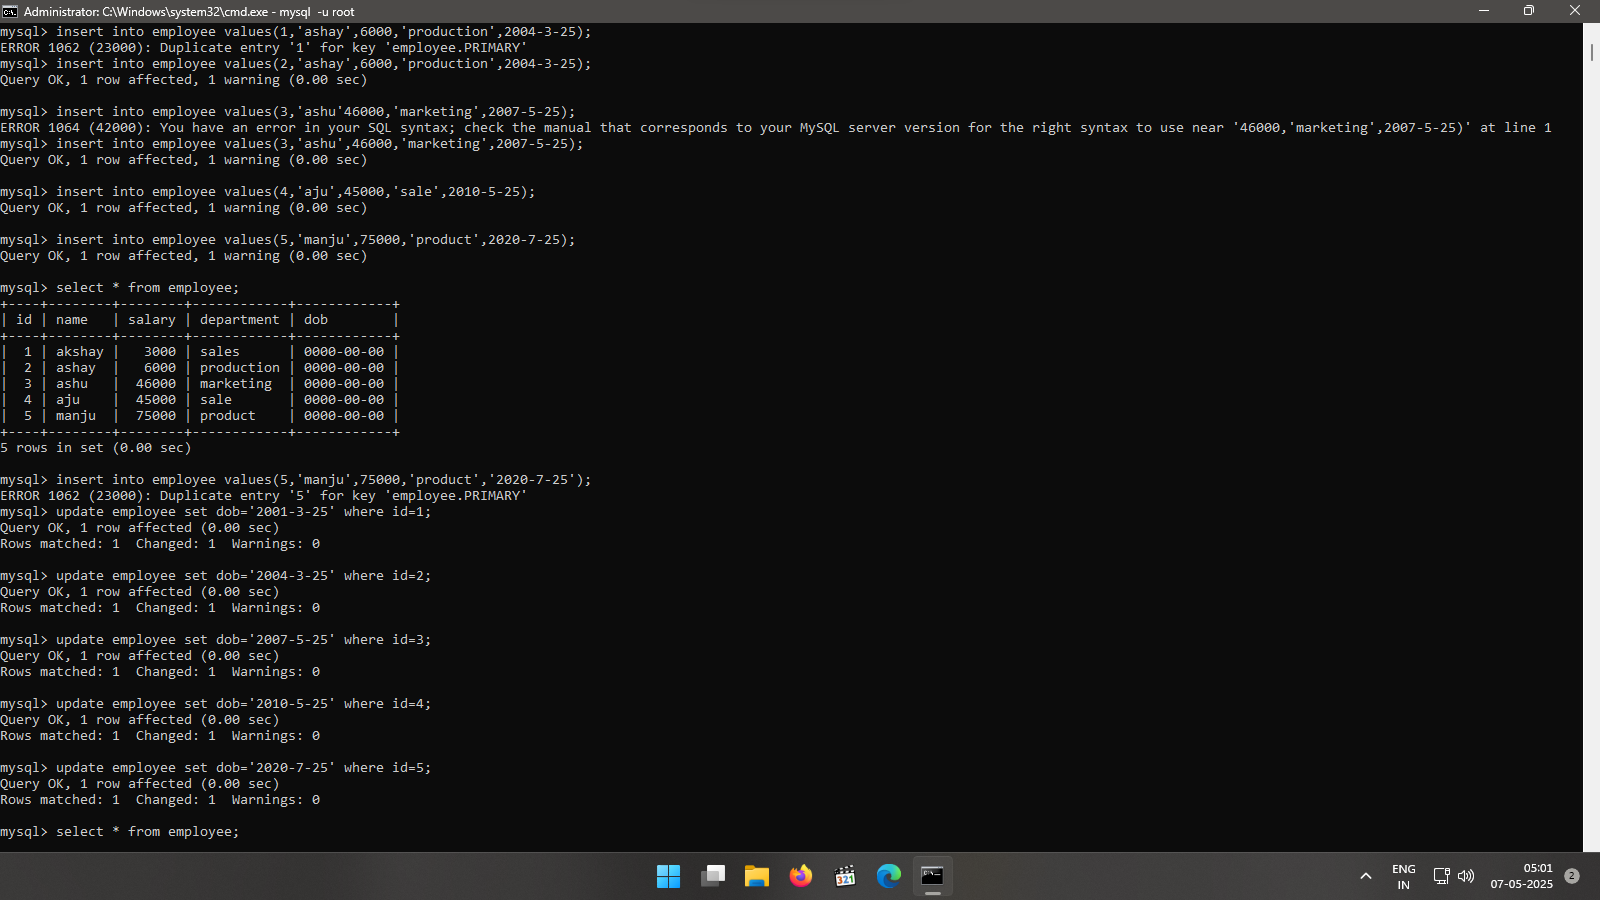 Administrator: C:\Windows\system32\cmd.exe - mysql  -u root
mysql> insert into employee values(1,'ashay',6000,'production',2004-3-25);
ERROR 1062 (23000): Duplicate entry '1' for key 'employee.PRIMARY'
mysql> insert into employee values(2,'ashay',6000,'production',2004-3-25);
Query OK, 1 row affected, 1 warning (0.00 sec)

mysql> insert into employee values(3,'ashu'46000,'marketing',2007-5-25);
ERROR 1064 (42000): You have an error in your SQL syntax; check the manual that corresponds to your MySQL server version for the right syntax to use near '46000,'marketing',2007-5-25)' at line 1
mysql> insert into employee values(3,'ashu',46000,'marketing',2007-5-25);
Query OK, 1 row affected, 1 warning (0.00 sec)

mysql> insert into employee values(4,'aju',45000,'sale',2010-5-25);
Query OK, 1 row affected, 1 warning (0.00 sec)

mysql> insert into employee values(5,'manju',75000,'product',2020-7-25);
Query OK, 1 row affected, 1 warning (0.00 sec)

mysql> select * from employee;
+----+--------+--------+------------+------------+
| id | name   | salary | department | dob        |
+----+--------+--------+------------+------------+
|  1 | akshay |   3000 | sales      | 0000-00-00 |
|  2 | ashay  |   6000 | production | 0000-00-00 |
|  3 | ashu   |  46000 | marketing  | 0000-00-00 |
|  4 | aju    |  45000 | sale       | 0000-00-00 |
|  5 | manju  |  75000 | product    | 0000-00-00 |
+----+--------+--------+------------+------------+
5 rows in set (0.00 sec)

mysql> insert into employee values(5,'manju',75000,'product','2020-7-25');
ERROR 1062 (23000): Duplicate entry '5' for key 'employee.PRIMARY'
mysql> update employee set dob='2001-3-25' where id=1;
Query OK, 1 row affected (0.00 sec)
Rows matched: 1  Changed: 1  Warnings: 0

mysql> update employee set dob='2004-3-25' where id=2;
Query OK, 1 row affected (0.00 sec)
Rows matched: 1  Changed: 1  Warnings: 0

mysql> update employee set dob='2007-5-25' where id=3;
Query OK, 1 row affected (0.00 sec)
Rows matched: 1  Changed: 1  Warnings: 0

mysql> update employee set dob='2010-5-25' where id=4;
Query OK, 1 row affected (0.00 sec)
Rows matched: 1  Changed: 1  Warnings: 0

mysql> update employee set dob='2020-7-25' where id=5;
Query OK, 1 row affected (0.00 sec)
Rows matched: 1  Changed: 1  Warnings: 0

mysql> select * from employee;
321
ENG
IN
05:01
07-05-2025
2